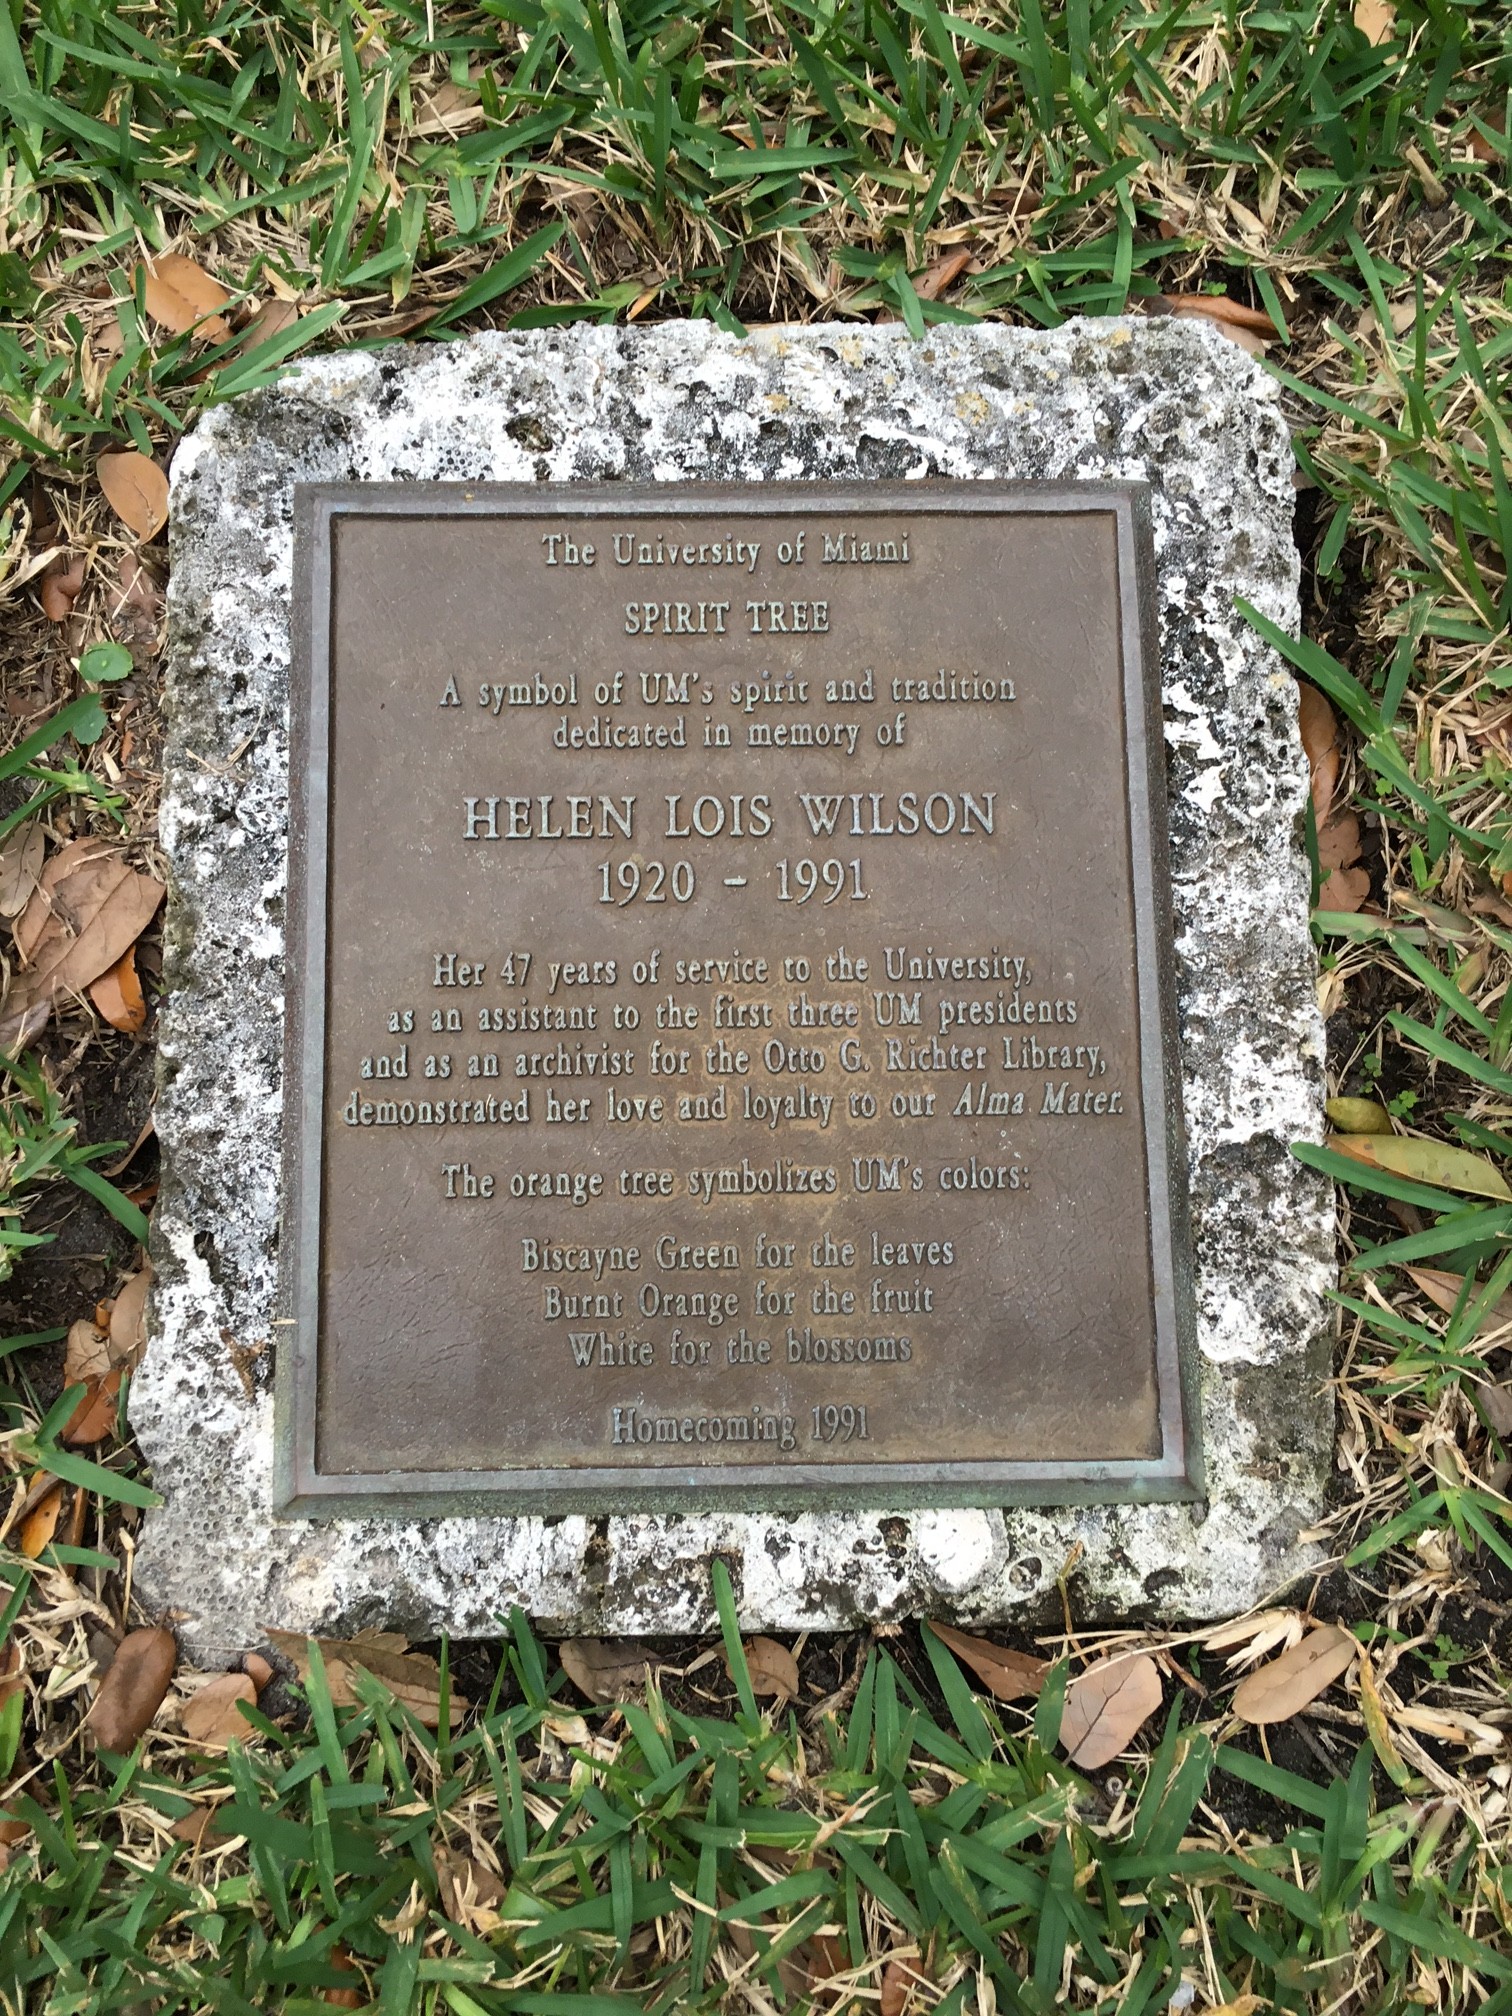 The University of Miami
SPIRIT TREE
A symbol of UM's spirit and tradition
dedicated in memory of
HELEN LOIS WILSON
1920 - 1991
Her 47 years of service to the University,
as an assistant to the first three UM presidents
and as an archivist for the Otto G. Richter Library,
demonstrated her love and loyalty to our Alma Mater.
The orange tree symbolizes UM's colors:
Biscayne Green for the leaves
Burnt Orange for the fruit
White for the blossoms
Homecoming 1991